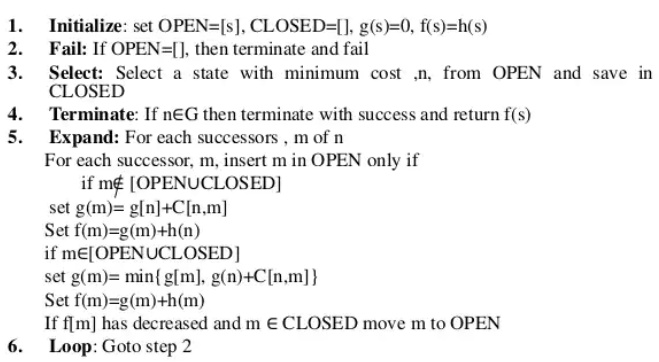 1. Initialize: set OPEN=[s], CLOSED=[], g(s)=0, f(s)=h(s)
2. Fail: If OPEN=[], then terminate and fail
3. Select: Select a state with minimum cost ,n, from OPEN and save in
CLOSED
4. Terminate: If n∈G then terminate with success and return f(s)
5. Expand: For each successors , m of n
For each successor, m, insert m in OPEN only if
if m∉ [OPEN∪CLOSED]
set g(m)= g[n]+C[n,m]
Set f(m)=g(m)+h(n)
if m∈[OPEN∪CLOSED]
set g(m)= min{g[m], g(n)+C[n,m]}
Set f(m)=g(m)+h(m)
If f[m] has decreased and m ∈ CLOSED move m to OPEN
6. Loop: Goto step 2